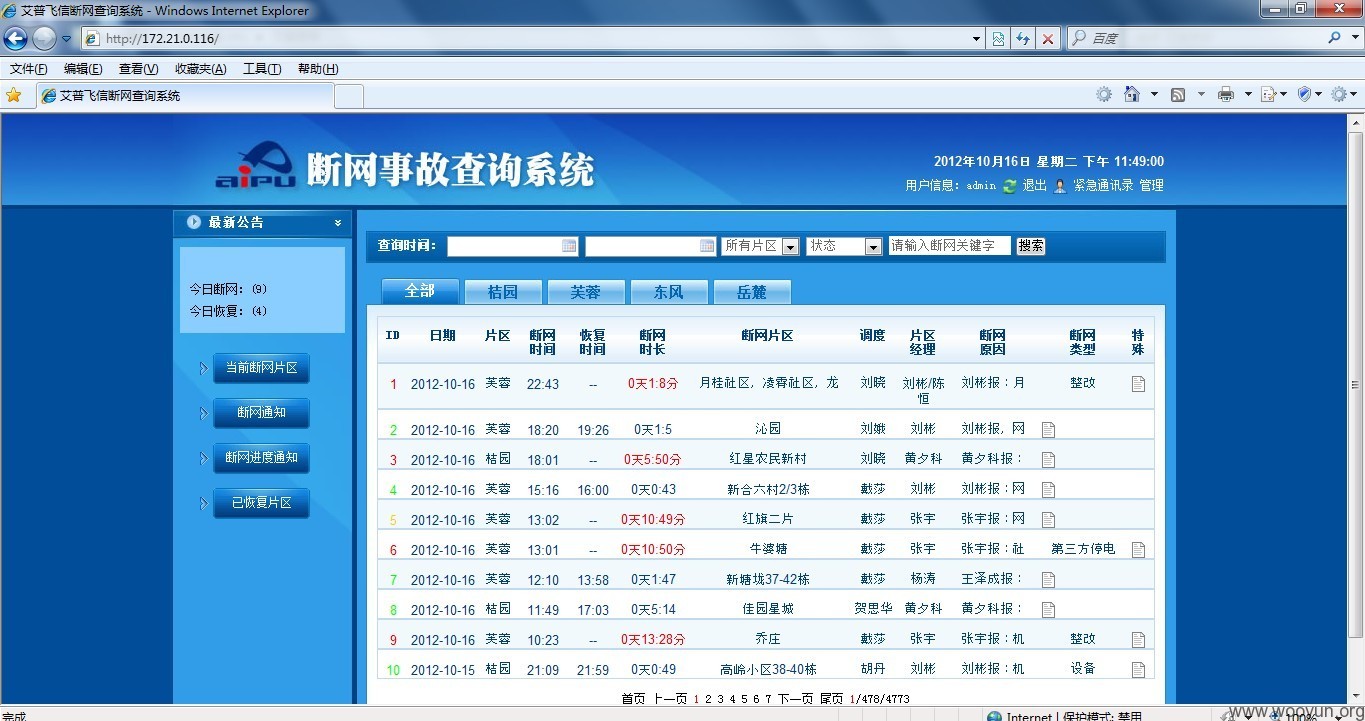 艾普飞信断网查询系统 - Windows Internet Explorer
http://172.21.0.116/
百度
文件(F) 编辑(E) 查看(V) 收藏夹(A) 工具(T) 帮助(H)
艾普飞信断网查询系统
aiPU 断网事故查询系统
2012年10月16日 星期二 下午 11:49:00
用户信息: admin 退出 紧急通讯录 管理
最新公告
今日断网: (9)
今日恢复: (4)
当前断网片区
断网通知
断网进度通知
已恢复片区
查询时间: 所有片区 状态 请输入断网关键字 搜索
全部 桔园 芙蓉 东风 岳麓
ID 日期 片区 断网时间 恢复时间 断网时长 断网片区 调度 片区经理 断网原因 断网类型 特殊
1 2012-10-16 芙蓉 22:43 -- 0天1:8分 月桂社区, 凌霄社区, 龙 刘晓 刘彬/陈恒 刘彬报:月 整改
2 2012-10-16 芙蓉 18:20 19:26 0天1:5 沁园 刘娥 刘彬 刘彬报, 网
3 2012-10-16 桔园 18:01 -- 0天5:50分 红星农民新村 刘晓 黄夕科 黄夕科报:
4 2012-10-16 芙蓉 15:16 16:00 0天0:43 新合六村2/3栋 戴莎 刘彬 刘彬报:网
5 2012-10-16 芙蓉 13:02 -- 0天10:49分 红旗二片 戴莎 张宇 张宇报:网
6 2012-10-16 芙蓉 13:01 -- 0天10:50分 牛婆塘 戴莎 张宇 张宇报:社 第三方停电
7 2012-10-16 芙蓉 12:10 13:58 0天1:47 新塘垅37-42栋 戴莎 杨涛 王泽成报:
8 2012-10-16 桔园 11:49 17:03 0天5:14 佳园星城 贺思华 黄夕科 黄夕科报:
9 2012-10-16 芙蓉 10:23 -- 0天13:28分 乔庄 戴莎 张宇 张宇报:机 整改
10 2012-10-15 桔园 21:09 21:59 0天0:49 高岭小区38-40栋 胡丹 刘彬 刘彬报:机 设备
首页 上一页 1 2 3 4 5 6 7 下一页 尾页 1/478/4773
完成
Internet | 保护模式: 禁用
100%
www.wooyun.org